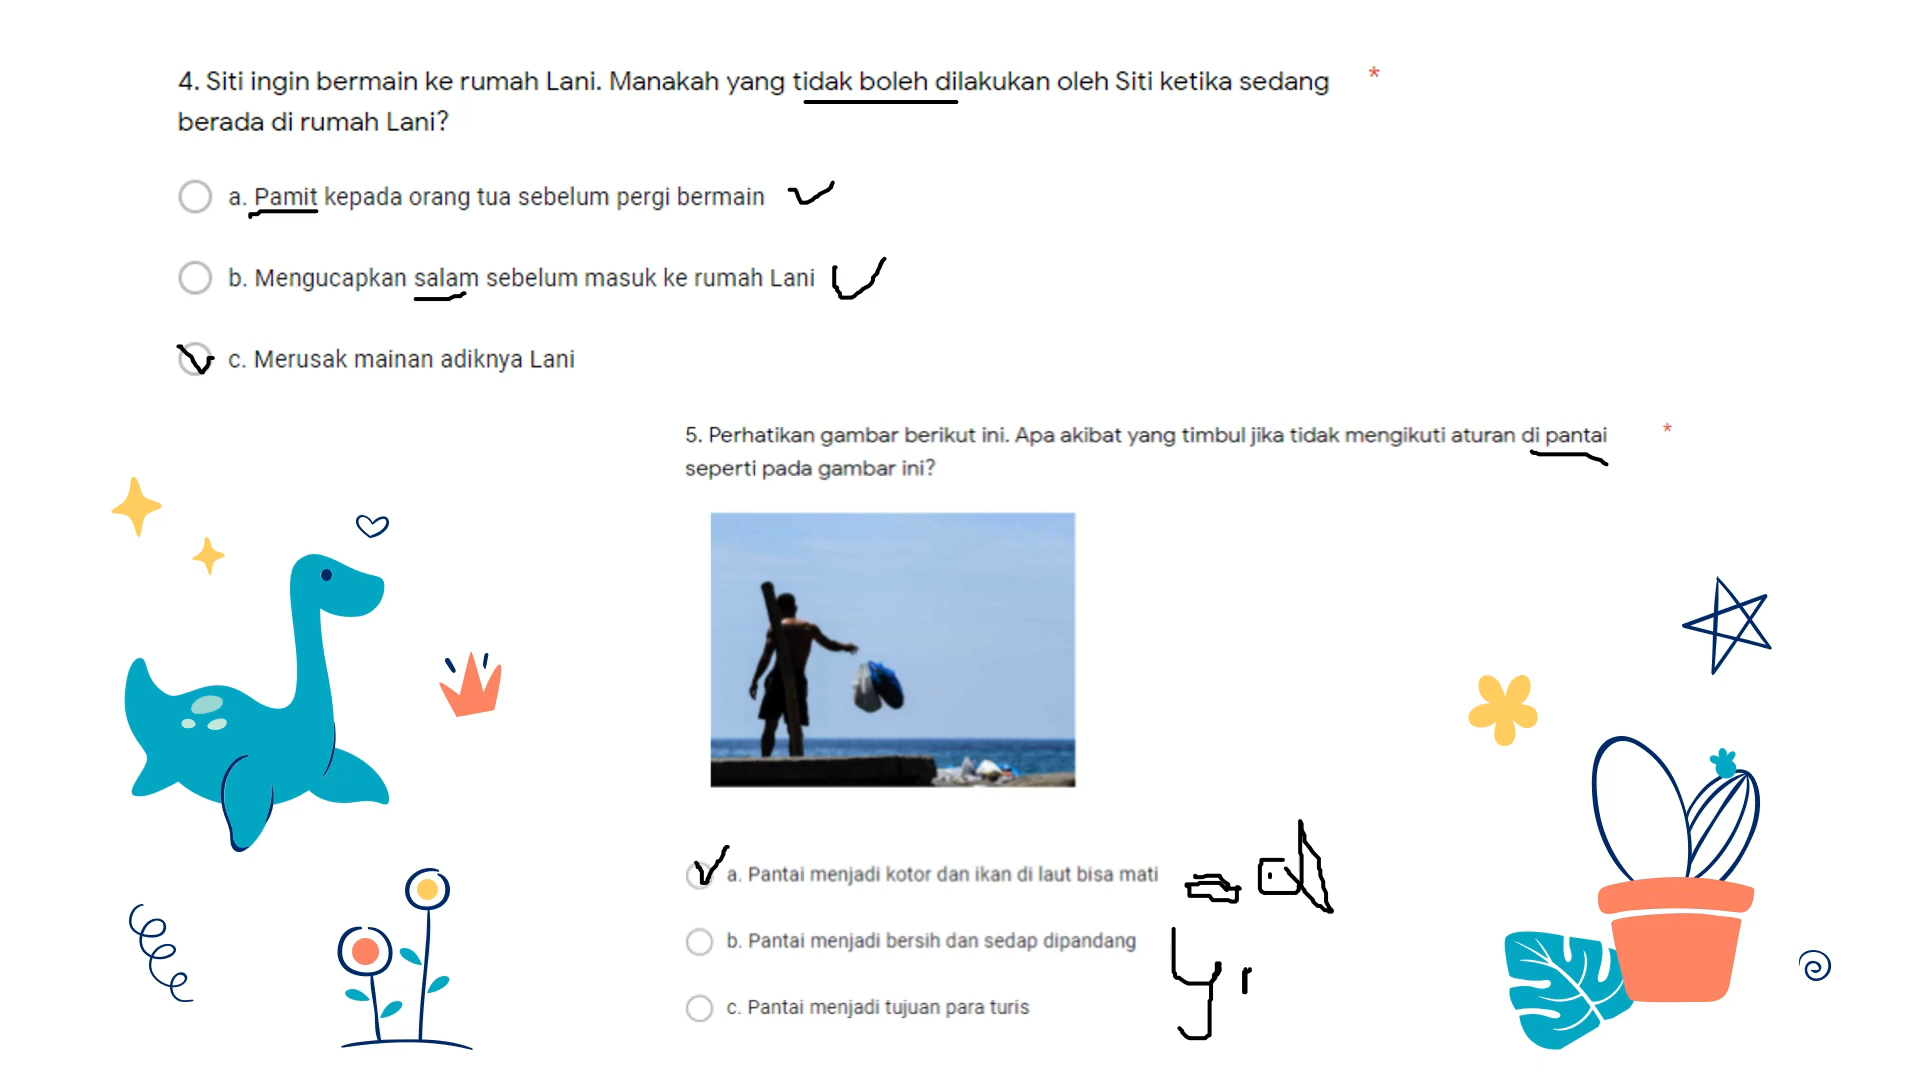 4. Siti ingin bermain ke rumah Lani. Manakah yang tidak boleh dilakukan oleh Siti ketika sedang *
berada di rumah Lani?
a. Pamit kepada orang tua sebelum pergi bermain
b. Mengucapkan salam sebelum masuk ke rumah Lani
c. Merusak mainan adiknya Lani
5. Perhatikan gambar berikut ini. Apa akibat yang timbul jika tidak mengikuti aturan di pantai *
seperti pada gambar ini?
a. Pantai menjadi kotor dan ikan di laut bisa mati
b. Pantai menjadi bersih dan sedap dipandang
c. Pantai menjadi tujuan para turis